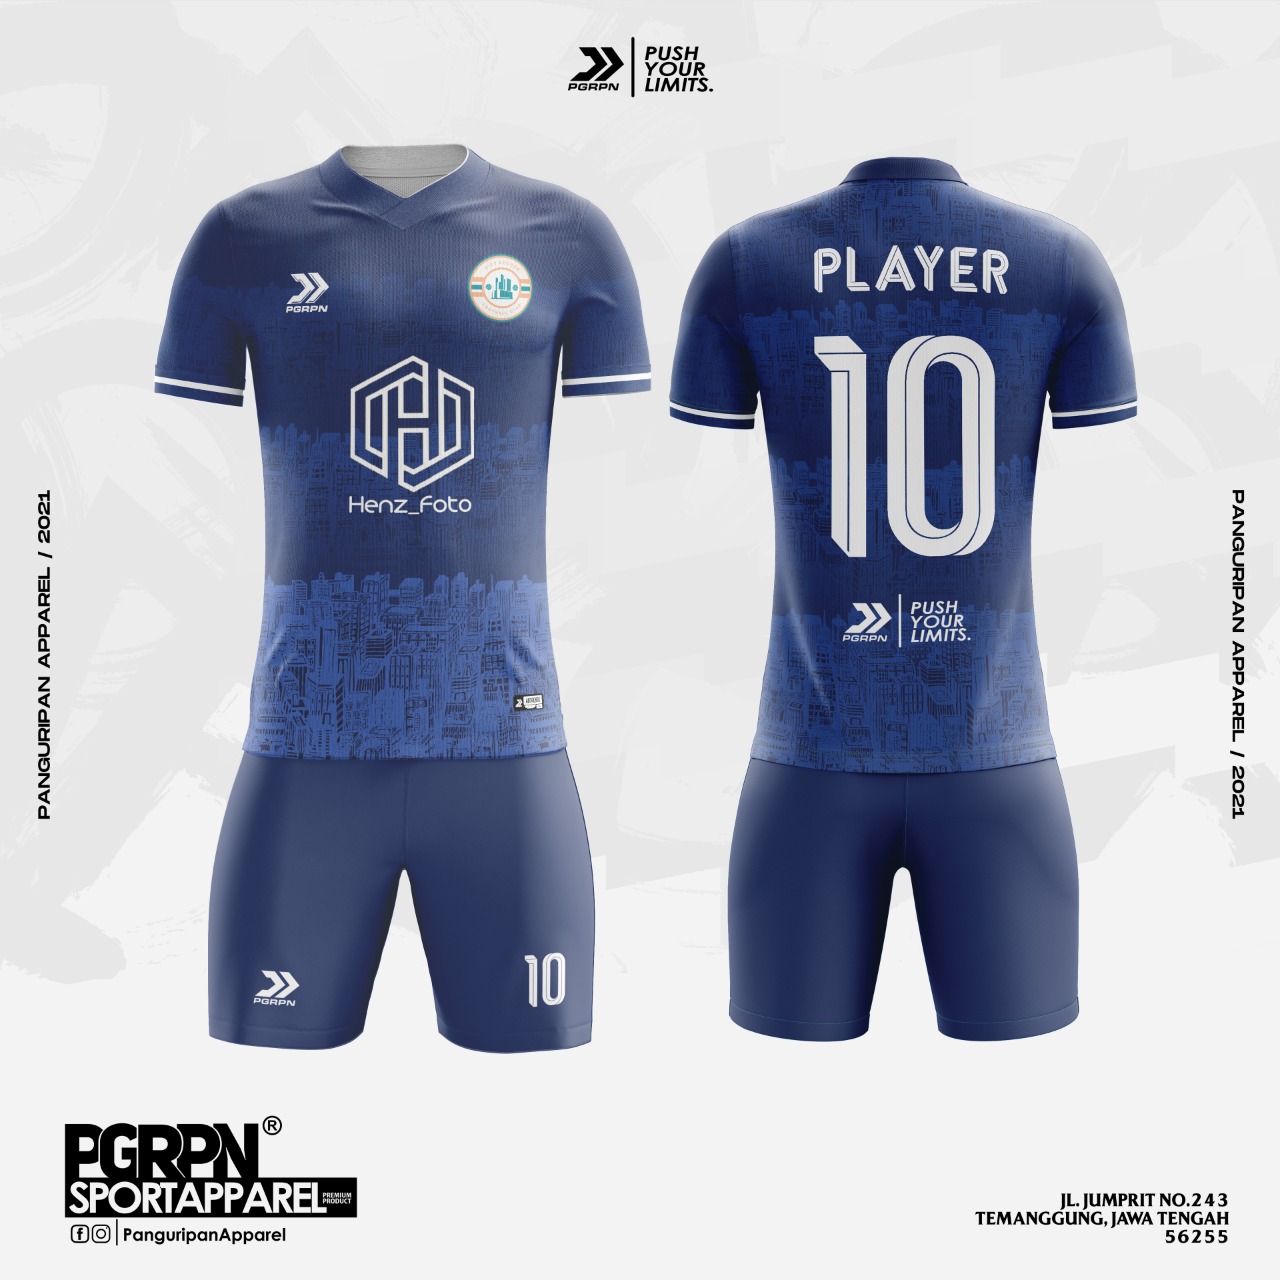 PGRPN
PUSH
YOUR
LIMITS.
PGRPN
Henz_Foto
PLAYER
10
PGRPN
PUSH
YOUR
LIMITS.
PGRPN
10
PANGURIPAN APPAREL / 2021
PANGURIPAN APPAREL / 2021
PGRPN®
SPORTAPPAREL PREMIUM
PRODUCT
PanguripanApparel
JL. JUMPRIT NO.243
TEMANGGUNG, JAWA TENGAH
56255